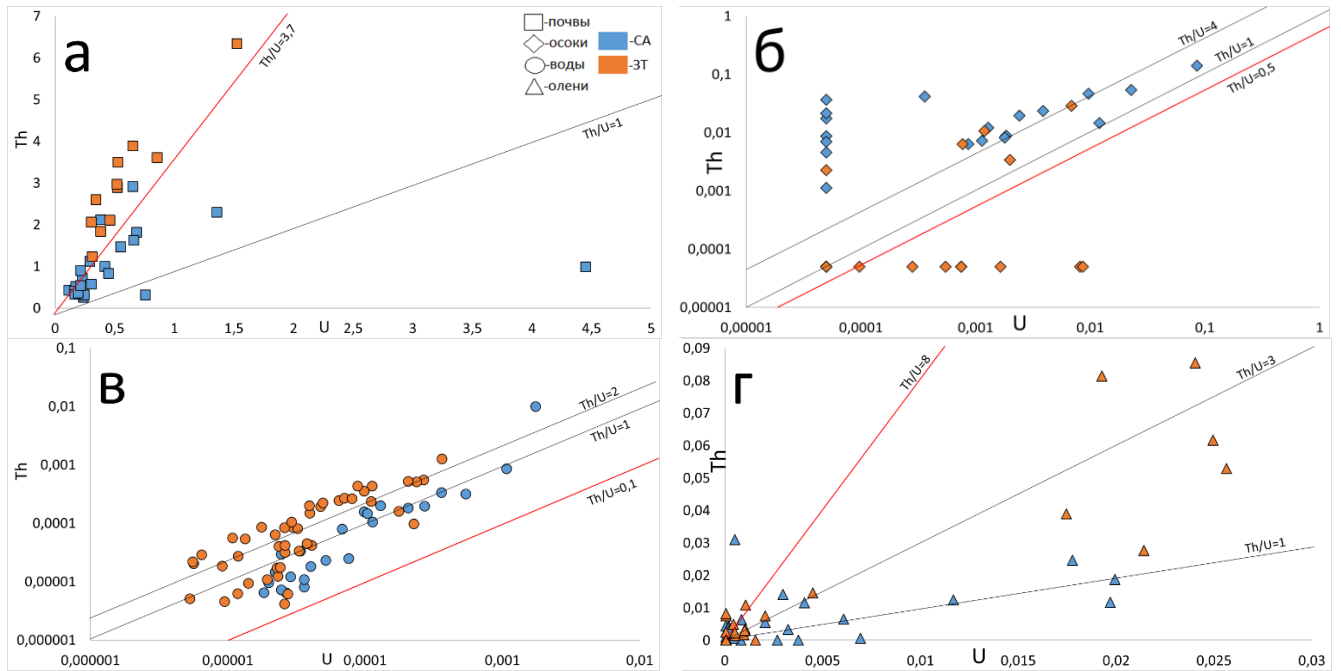 а
7
6
5
4
3
2
1
0
Th
0
0,5
1
1,5
2
2,5
3
3,5
4
4,5
5
U
Th/U=3,7
Th/U=1
-почвы
-осоки
-воды
-олени
-СА
-ЗТ
б
1
0,1
0,01
0,001
0,0001
0,00001
Th
0,00001
0,0001
0,001
0,01
0,1
1
U
Th/U=4
Th/U=1
Th/U=0,5
в
0,1
0,01
0,001
0,0001
0,00001
0,000001
Th
0,000001
0,00001
0,0001
0,001
0,01
U
Th/U=2
Th/U=1
Th/U=0,1
г
0,09
0,08
0,07
0,06
0,05
0,04
0,03
0,02
0,01
0
Th
0
0,005
0,01
0,015
0,02
0,025
0,03
U
Th/U=8
Th/U=3
Th/U=1